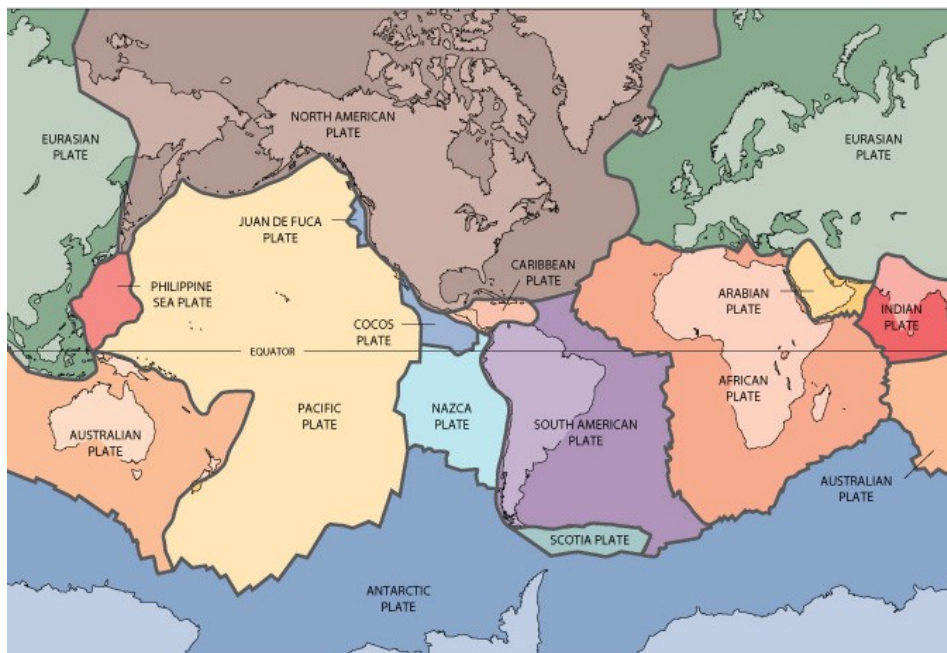 NORTH AMERICAN
PLATE
EURASIAN
PLATE
EURASIAN
PLATE
JUAN DE FUCA
PLATE
CARIBBEAN
PLATE
PHILIPPINE
SEA PLATE
ARABIAN
PLATE
INDIAN
PLATE
COCOS
PLATE
EQUATOR
AFRICAN
PLATE
PACIFIC
PLATE
NAZCA
PLATE
SOUTH AMERICAN
PLATE
AUSTRALIAN
PLATE
AUSTRALIAN
PLATE
SCOTIA PLATE
ANTARCTIC
PLATE